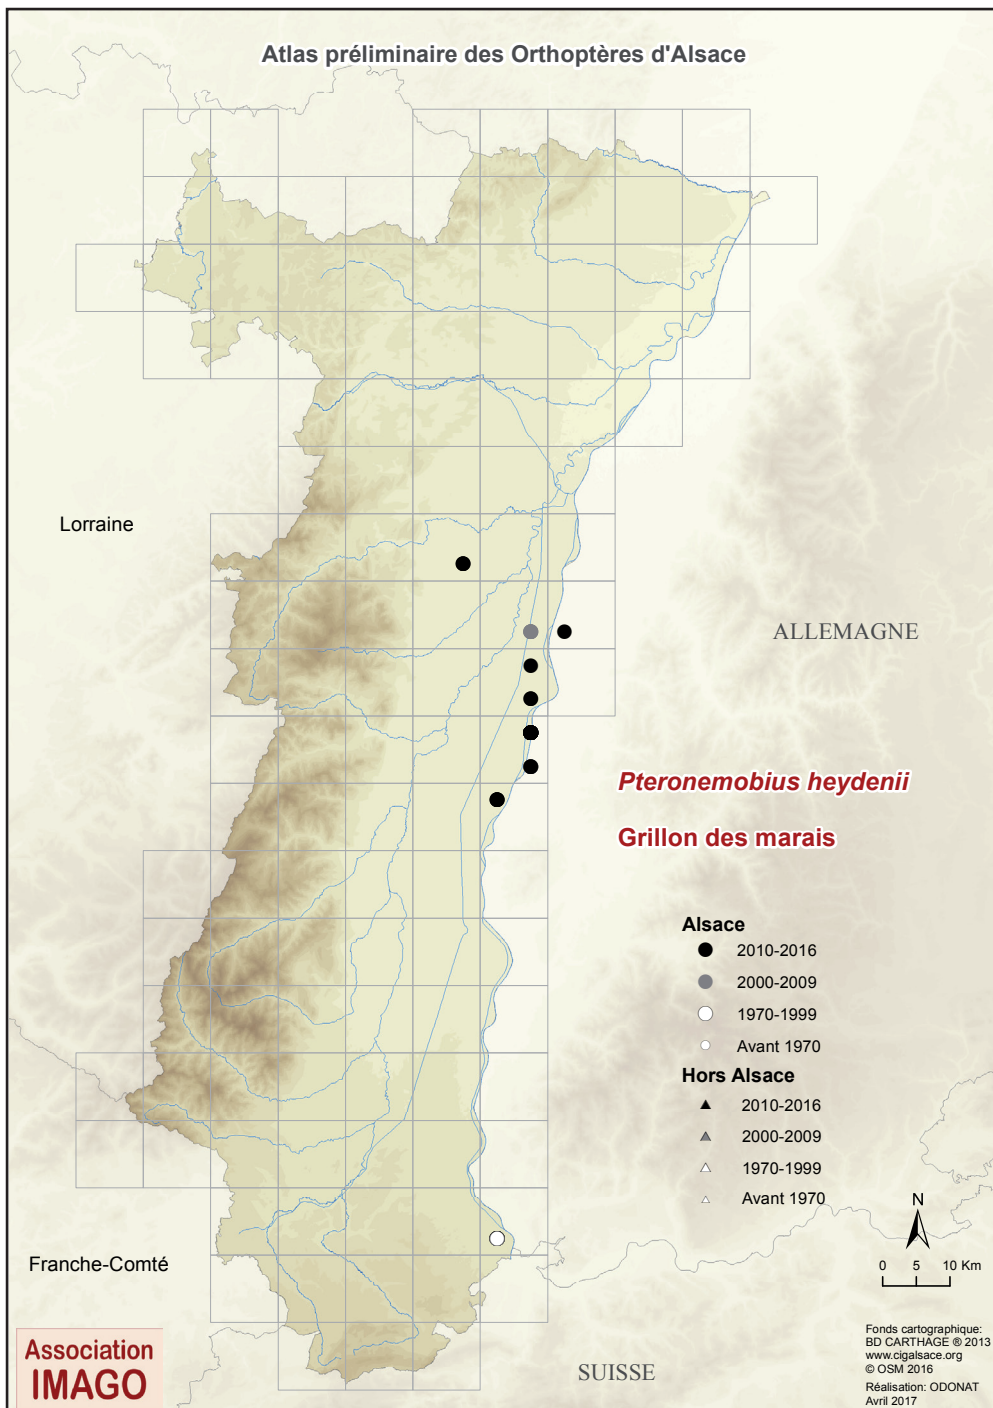 Atlas préliminaire des Orthoptères d'Alsace
Lorraine
ALLEMAGNE
Pteronemobius heydenii
Grillon des marais
Alsace
2010-2016
2000-2009
1970-1999
Avant 1970
Hors Alsace
2010-2016
2000-2009
1970-1999
Avant 1970
N
0 5 10 Km
Franche-Comté
SUISSE
Association
IMAGO
Fonds cartographique:
BD CARTHAGE ® 2013
www.cigalsace.org
© OSM 2016
Réalisation: ODONAT
Avril 2017